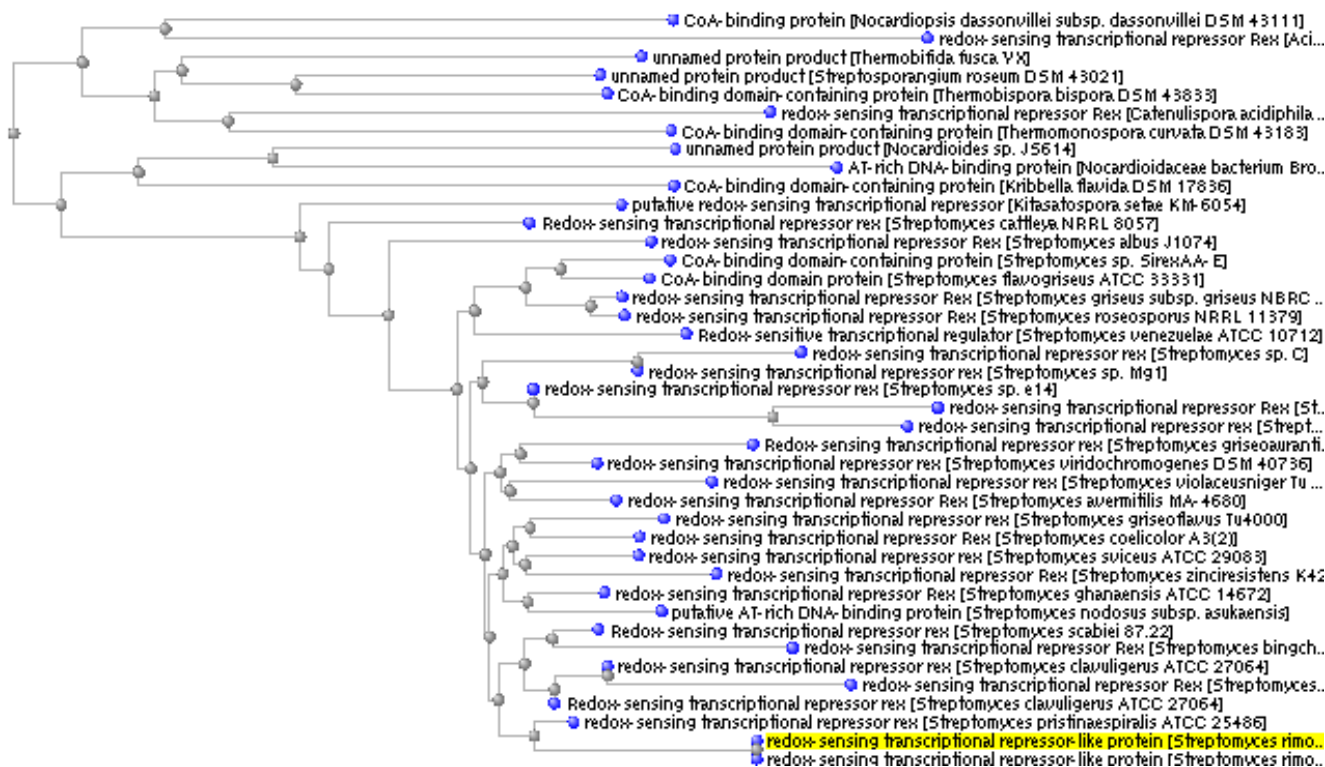 CoA-binding protein [Nocardiopsis dassonvillei subsp. dassonvillei DSM 43111]
redox-sensing transcriptional repressor Rex [Aci...
unnamed protein product [Thermobifida fusca YX]
unnamed protein product [Streptosporangium roseum DSM 43021]
CoA-binding domain-containing protein [Thermobispora bispora DSM 43833]
redox-sensing transcriptional repressor Rex [Catenulispora acidiphila ...
CoA-binding domain-containing protein [Thermomonospora curvata DSM 43183]
unnamed protein product [Nocardioides sp. JS614]
AT-rich DNA-binding protein [Nocardioidaceae bacterium Bro...
CoA-binding domain-containing protein [Kribbella flavida DSM 17836]
putative redox-sensing transcriptional repressor [Kitasatospora setae KM-6054]
Redox-sensing transcriptional repressor rex [Streptomyces cattleya NRRL 8057]
redox-sensing transcriptional repressor Rex [Streptomyces albus J1074]
CoA-binding domain-containing protein [Streptomyces sp. SirexAA-E]
CoA-binding domain protein [Streptomyces flavogriseus ATCC 33331]
redox-sensing transcriptional repressor Rex [Streptomyces griseus subsp. griseus NBRC ...
redox-sensing transcriptional repressor Rex [Streptomyces roseosporus NRRL 11379]
Redox-sensitive transcriptional regulator [Streptomyces venezuelae ATCC 10712]
redox-sensing transcriptional repressor rex [Streptomyces sp. C]
redox-sensing transcriptional repressor rex [Streptomyces sp. Mg1]
redox-sensing transcriptional repressor rex [Streptomyces sp. e14]
redox-sensing transcriptional repressor Rex [St...
redox-sensing transcriptional repressor rex [Strept...
Redox-sensing transcriptional repressor rex [Streptomyces griseoauranti...
redox-sensing transcriptional repressor rex [Streptomyces viridochromogenes DSM 40736]
redox-sensing transcriptional repressor rex [Streptomyces violaceusniger Tu ...
redox-sensing transcriptional repressor Rex [Streptomyces avermitilis MA-4680]
redox-sensing transcriptional repressor rex [Streptomyces griseoflavus Tu4000]
redox-sensing transcriptional repressor Rex [Streptomyces coelicolor A3(2)]
redox-sensing transcriptional repressor rex [Streptomyces sviceus ATCC 29083]
redox-sensing transcriptional repressor Rex [Streptomyces zinciresistens K42
redox-sensing transcriptional repressor rex [Streptomyces ghanaensis ATCC 14672]
putative AT-rich DNA-binding protein [Streptomyces nodosus subsp. asukaensis]
Redox-sensing transcriptional repressor rex [Streptomyces scabiei 87.22]
redox-sensing transcriptional repressor Rex [Streptomyces bingch...
redox-sensing transcriptional repressor rex [Streptomyces clavuligerus ATCC 27064]
redox-sensing transcriptional repressor Rex [Streptomyces...
Redox-sensing transcriptional repressor rex [Streptomyces clavuligerus ATCC 27064]
redox-sensing transcriptional repressor rex [Streptomyces pristinaespiralis ATCC 25486]
redox-sensing transcriptional repressor-like protein [Streptomyces rimo...
redox-sensing transcriptional repressor-like protein [Streptomyces rimo...